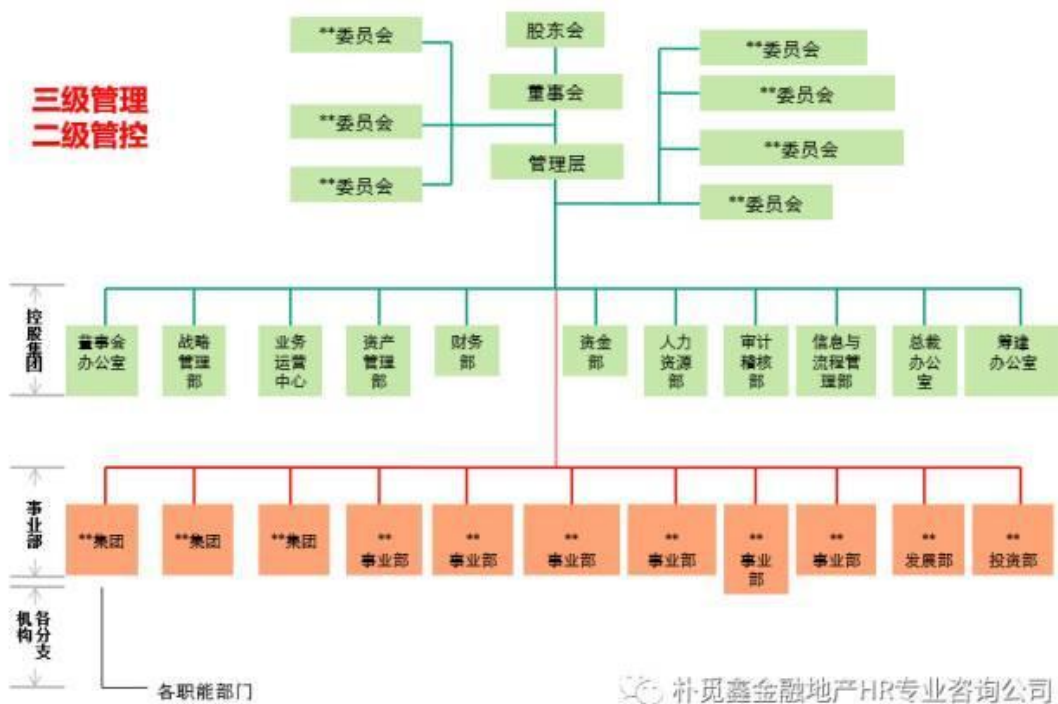 **委员会
股东会
**委员会
三级管理
二级管控
董事会
**委员会
**委员会
管理层
**委员会
**委员会
**委员会
控股集团
董事会
办公室
战略
管理
部
业务
运营
中心
资产
管理
部
财务
部
资金
部
人力
资源
部
审计
稽核
部
信息与
流程管
理部
总裁
办公
室
筹建
办公室
事业部
**集团
**集团
**集团
**
事业部
**
事业部
**
事业部
**
事业部
**
事业
部
**
事业部
**
发展部
**
投资部
各分支
机构
各职能部门
朴觅鑫金融地产HR专业咨询公司